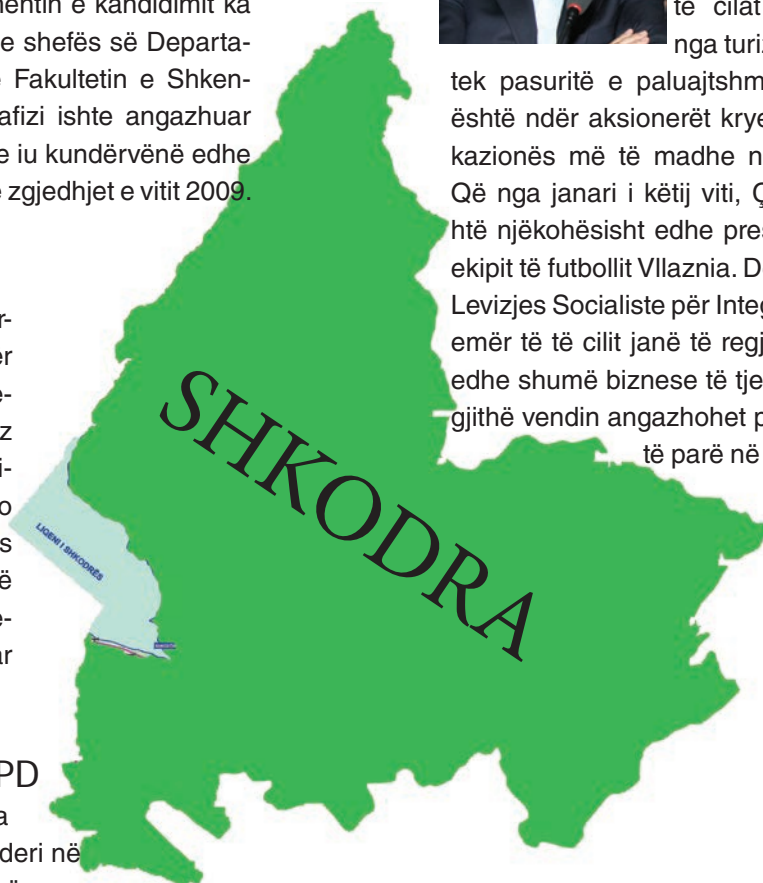 mentin e kandidimit ka
e shefës së Departa-
Fakultetin e Shken-
afizi ishte angazhuar
e iu kundërvënë edhe
zgjedhjet e vitit 2009.
z
o
s
ë
ar
PD
a
deri në
SHKODRA
LIQENI I SHKODRËS
të cilat
nga turiz
tek pasuritë e paluajtshm
është ndër aksionerët krye
kazionës më të madhe n
Që nga janari i këtij viti, Ç
htë njëkohësisht edhe pres
ekipit të futbollit Vllaznia. D
Levizjes Socialiste për Integ
emër të të cilit janë të regj
edhe shumë biznese të tje
gjithë vendin angazhohet p
të parë në